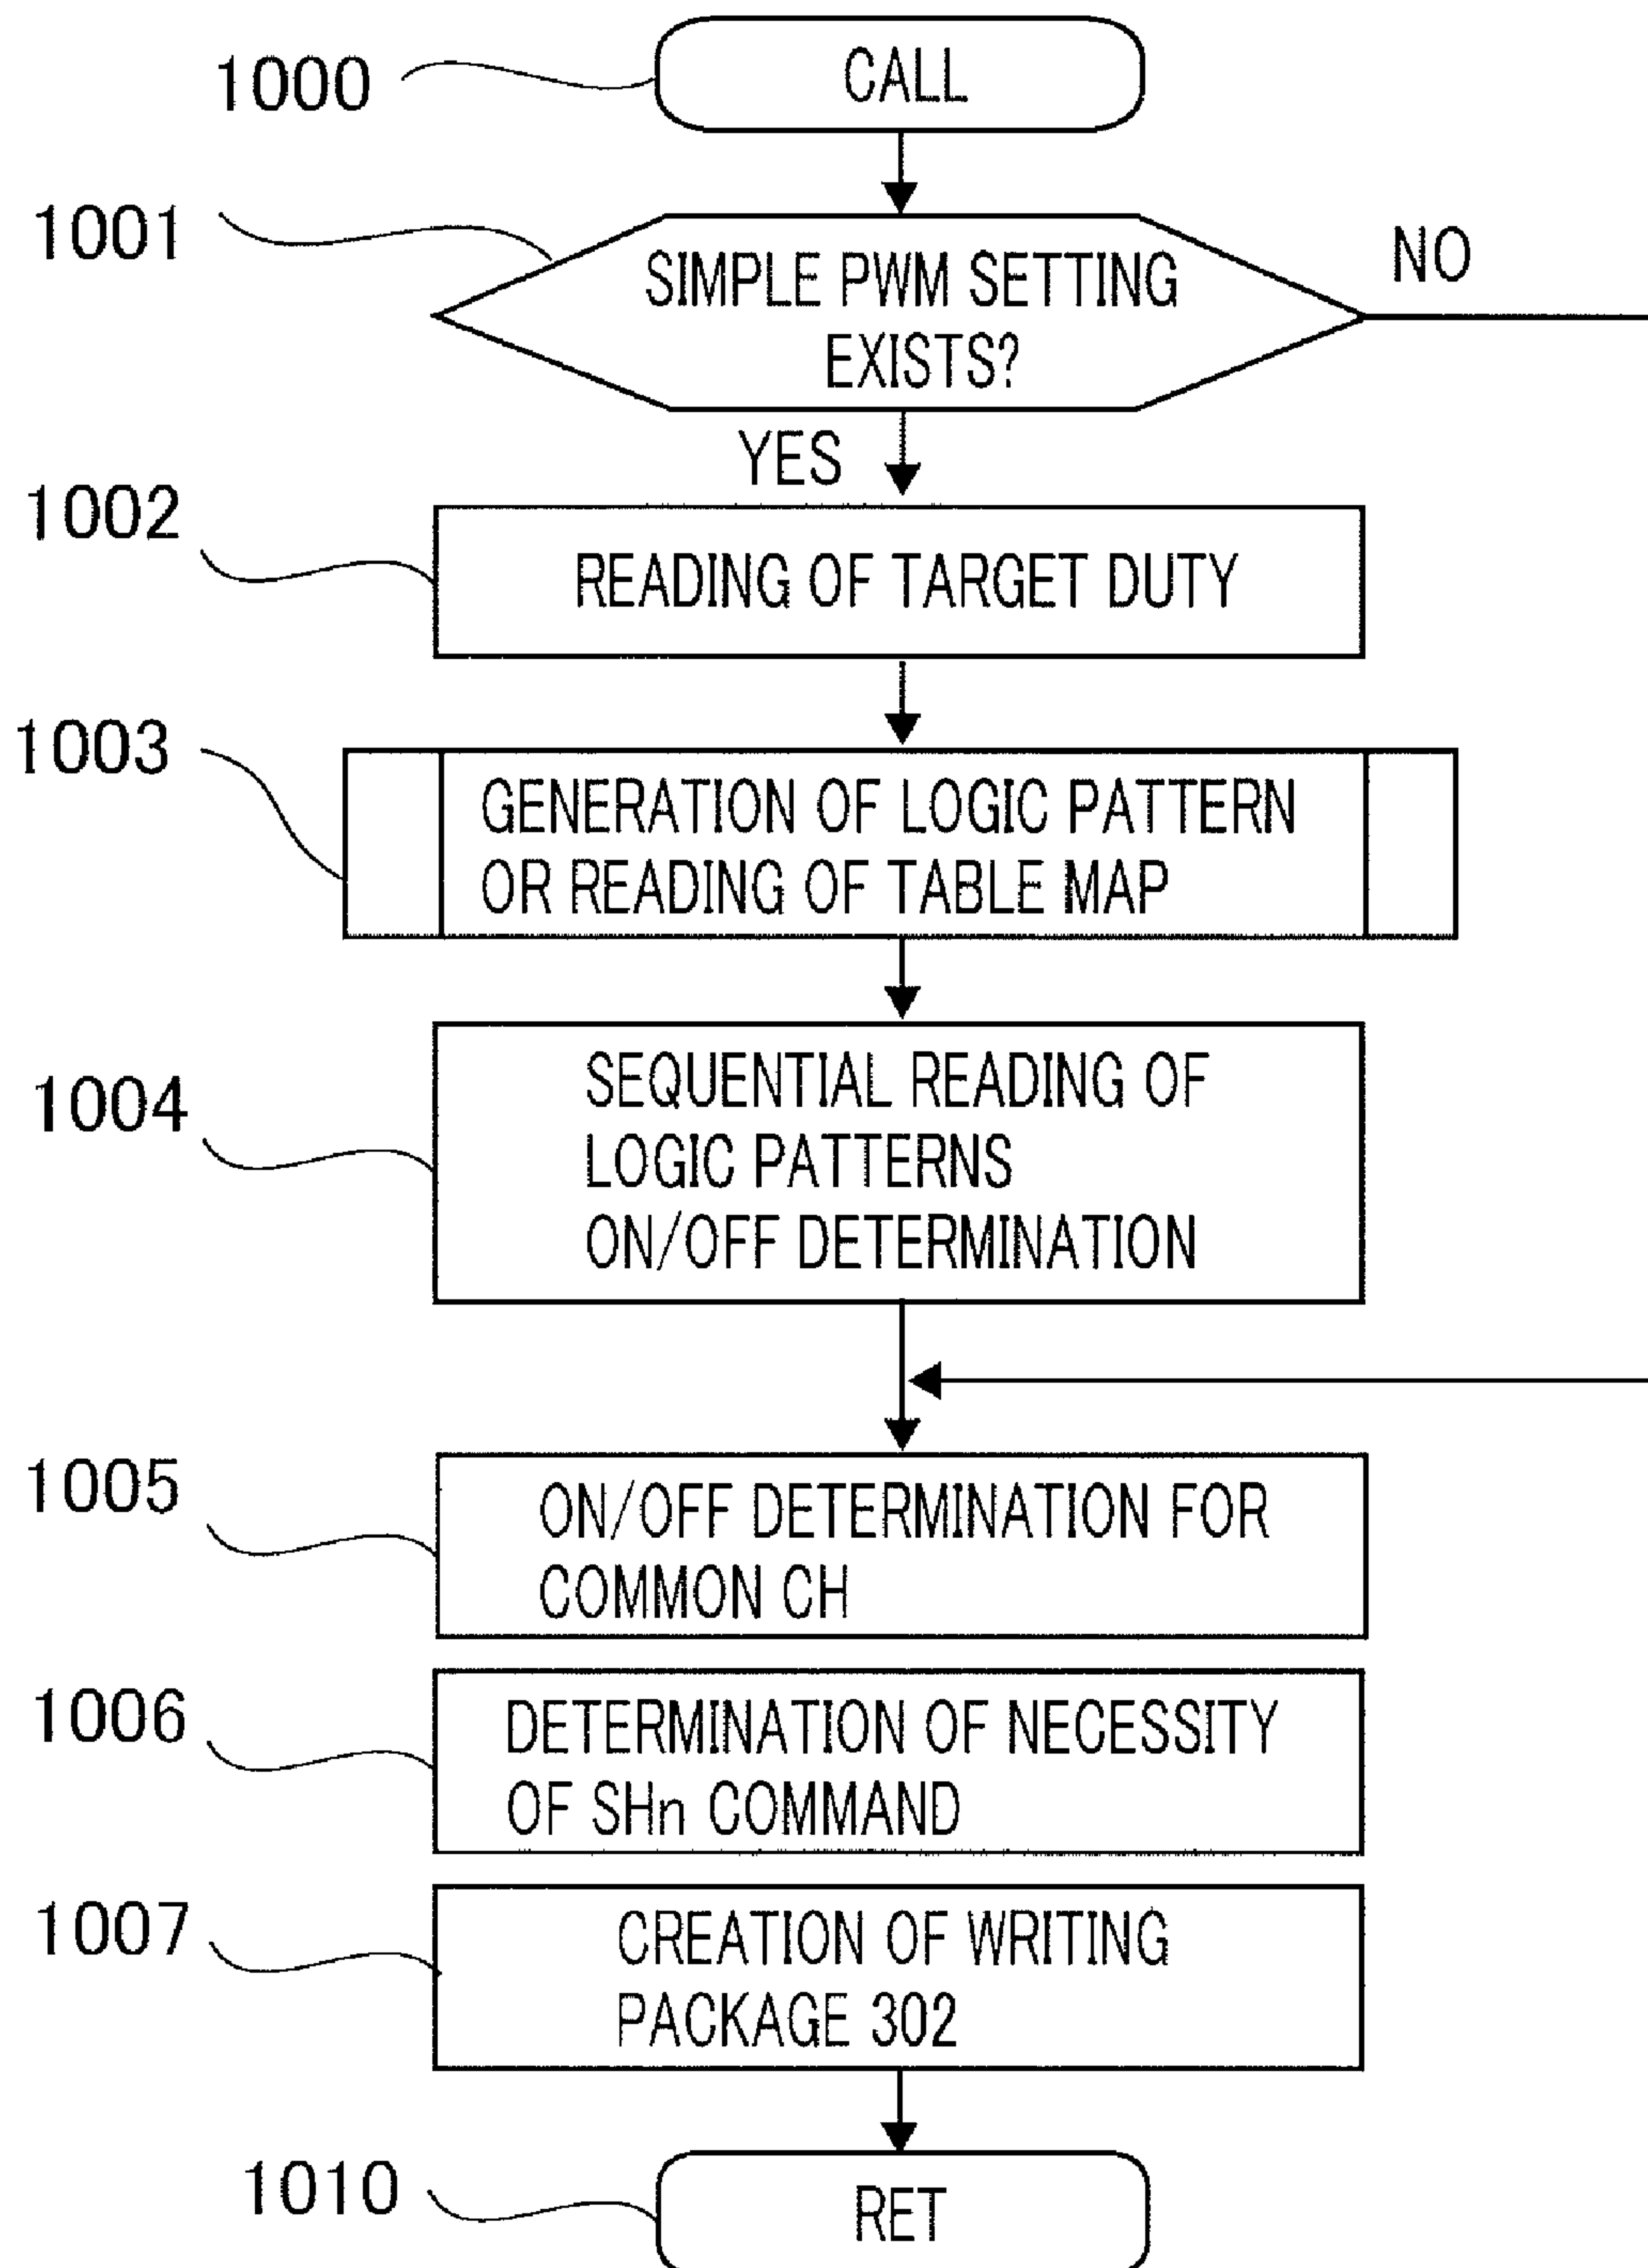 1000
CALL
1001
SIMPLE PWM SETTING
EXISTS?
NO
YES
1002
READING OF TARGET DUTY
1003
GENERATION OF LOGIC PATTERN
OR READING OF TABLE MAP
1004
SEQUENTIAL READING OF
LOGIC PATTERNS
ON/OFF DETERMINATION
1005
ON/OFF DETERMINATION FOR
COMMON CH
1006
DETERMINATION OF NECESSITY
OF SHn COMMAND
1007
CREATION OF WRITING
PACKAGE 302
1010
RET